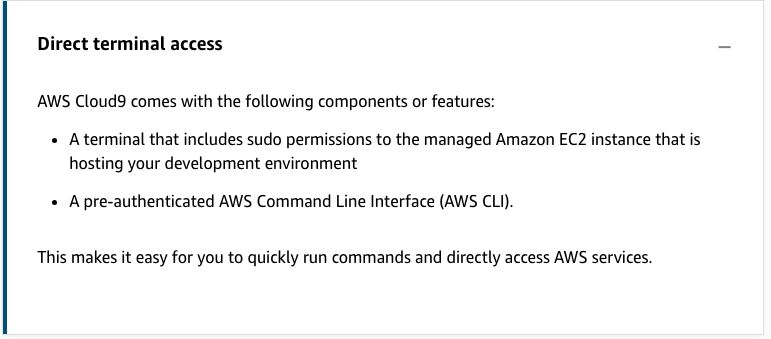 Direct terminal access
AWS Cloud9 comes with the following components or features:
• A terminal that includes sudo permissions to the managed Amazon EC2 instance that is
hosting your development environment
• A pre-authenticated AWS Command Line Interface (AWS CLI).
This makes it easy for you to quickly run commands and directly access AWS services.